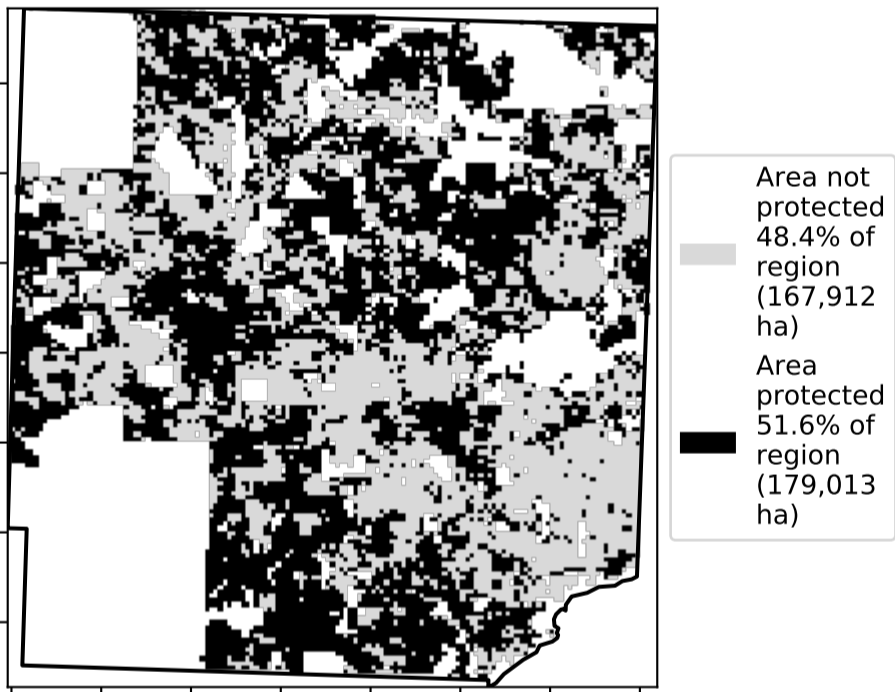 Area not
protected
48.4% of
region
(167,912
ha)
Area
protected
51.6% of
region
(179,013
ha)